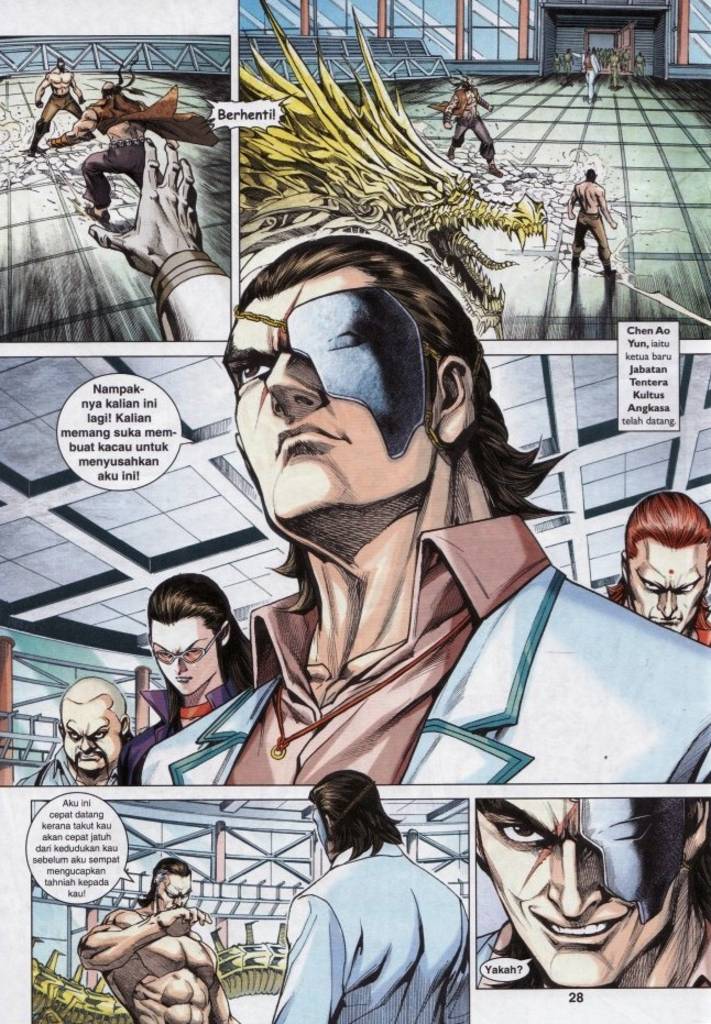 Berhenti!
Chen Ao
Yun, iaitu
ketua baru
Jabatan
Tentera
Kultus
Angkasa
telah datang.
Nampak-
nya kalian ini
lagi! Kalian
memang suka mem-
buat kacau untuk
menyusahkan
aku ini!
Aku ini
cepat datang
kerana takut kau
akan cepat jatuh
dari kedudukan kau
sebelum aku sempat
mengucapkan
tahniah kepada
kau!
Yakah?
28